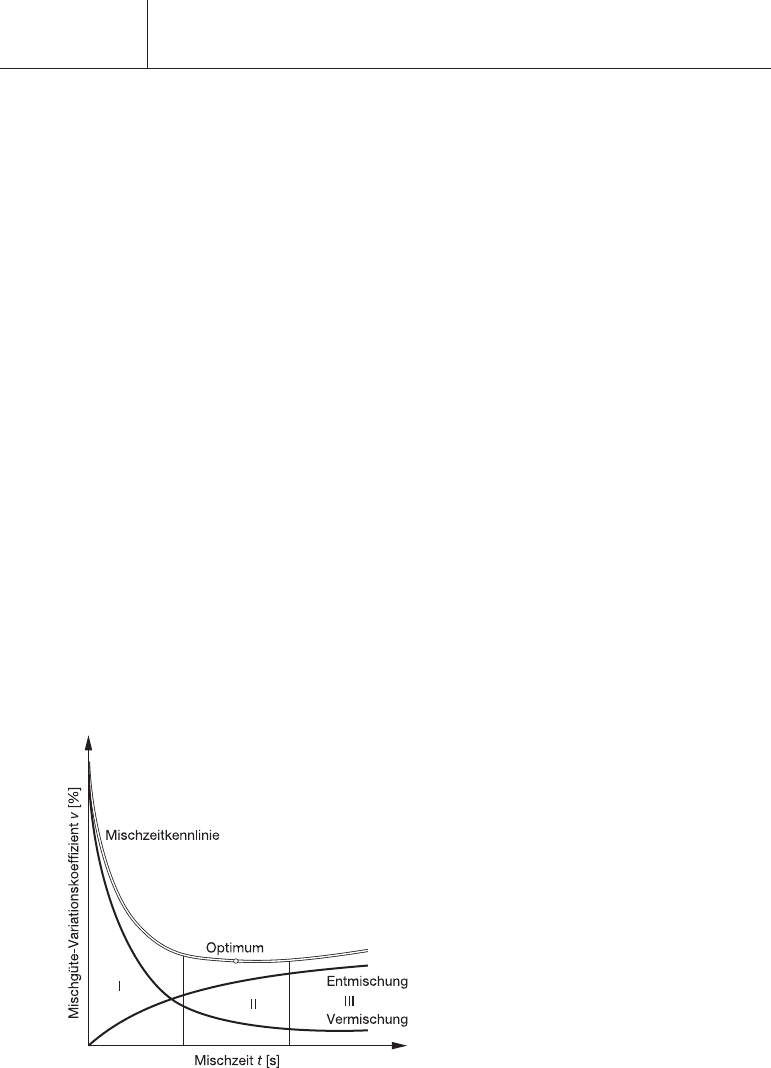 Mischgüte-Variationskoeffizient v [%]
Mischzeitkennlinie
Optimum
Entmischung
I
II
III
Vermischung
Mischzeit t [s]